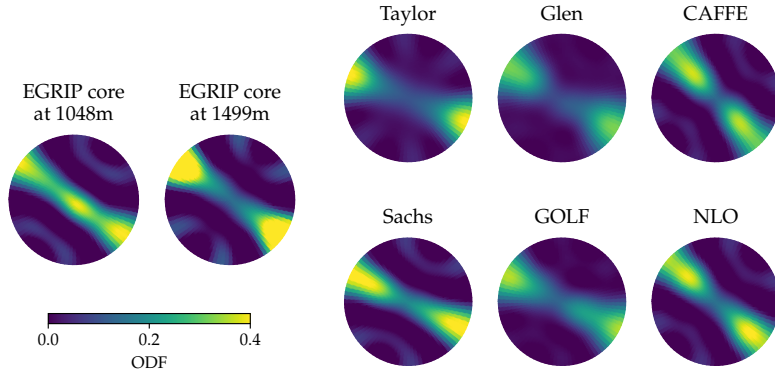 Taylor
Glen
CAFFE
EGRIP core
at 1048m
EGRIP core
at 1499m
Sachs
GOLF
NLO
0.0
0.2
0.4
ODF